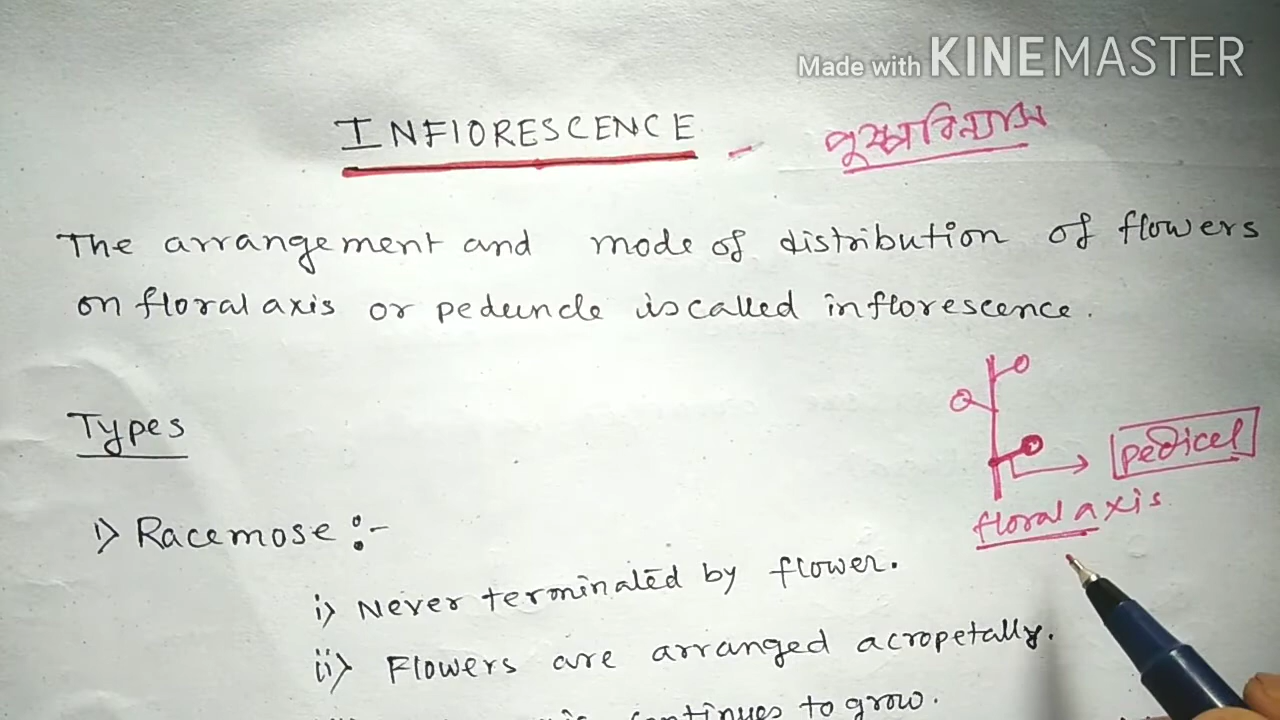 Made with KINEMASTER
INFlORESCENCE - পুষ্পবিন্যাস
The arrangement and mode of distribution of flowers
on floral axis or peduncle is called inflorescence.
Types
pedicel
floral axis
1) Racemose :-
i) Never terminated by flower.
ii) Flowers are arranged acropetally.
continues to grow.